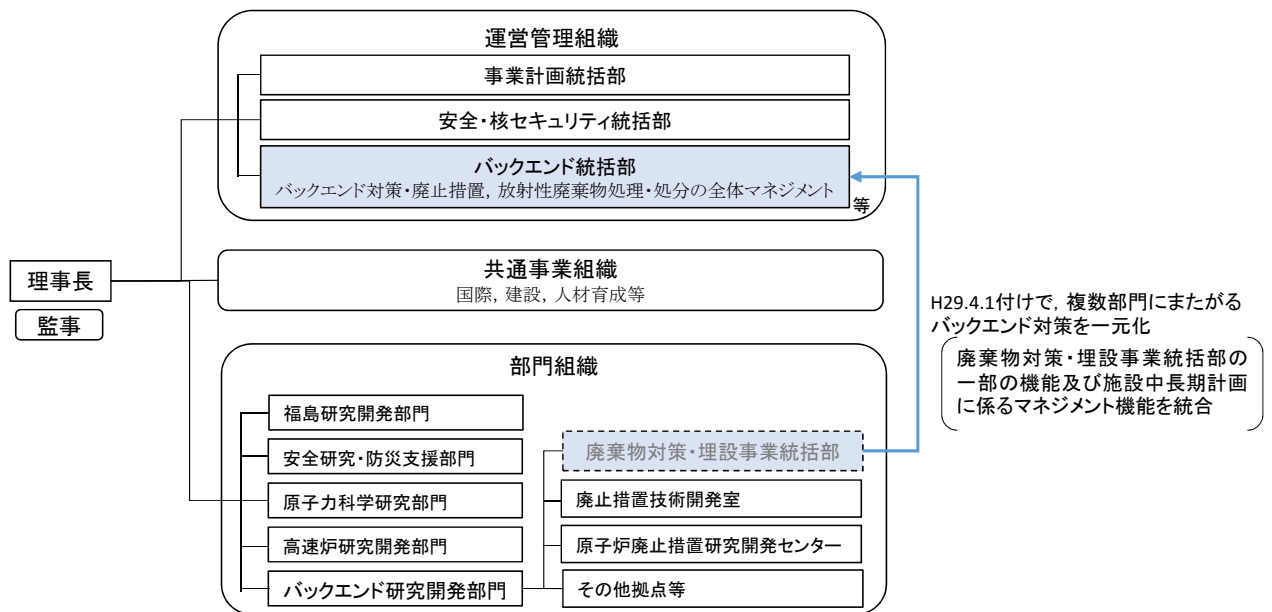 運営管理組織
事業計画統括部
安全・核セキュリティ統括部
バックエンド統括部
バックエンド対策・廃止措置, 放射性廃棄物処理・処分の全体マネジメント
等
理事長
監事
共通事業組織
国際, 建設, 人材育成等
H29.4.1付けで, 複数部門にまたがる
バックエンド対策を一元化
廃棄物対策・埋設事業統括部の
一部の機能及び施設中長期計画
に係るマネジメント機能を統合
部門組織
福島研究開発部門
安全研究・防災支援部門
原子力科学研究部門
高速炉研究開発部門
バックエンド研究開発部門
廃棄物対策・埋設事業統括部
廃止措置技術開発室
原子炉廃止措置研究開発センター
その他拠点等